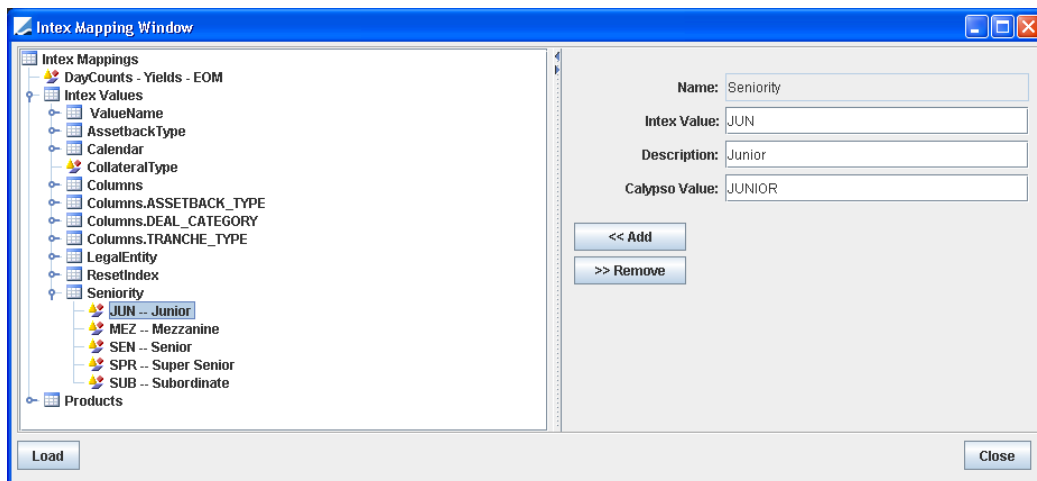 Intex Mapping Window
Intex Mappings
DayCounts - Yields - EOM
Intex Values
ValueName
AssetbackType
Calendar
CollateralType
Columns
Columns.ASSETBACK_TYPE
Columns.DEAL_CATEGORY
Columns.TRANCHE_TYPE
LegalEntity
ResetIndex
Seniority
JUN -- Junior
MEZ -- Mezzanine
SEN -- Senior
SPR -- Super Senior
SUB -- Subordinate
Products
Name: Seniority
Intex Value: JUN
Description: Junior
Calypso Value: JUNIOR
<< Add
>> Remove
Load
Close